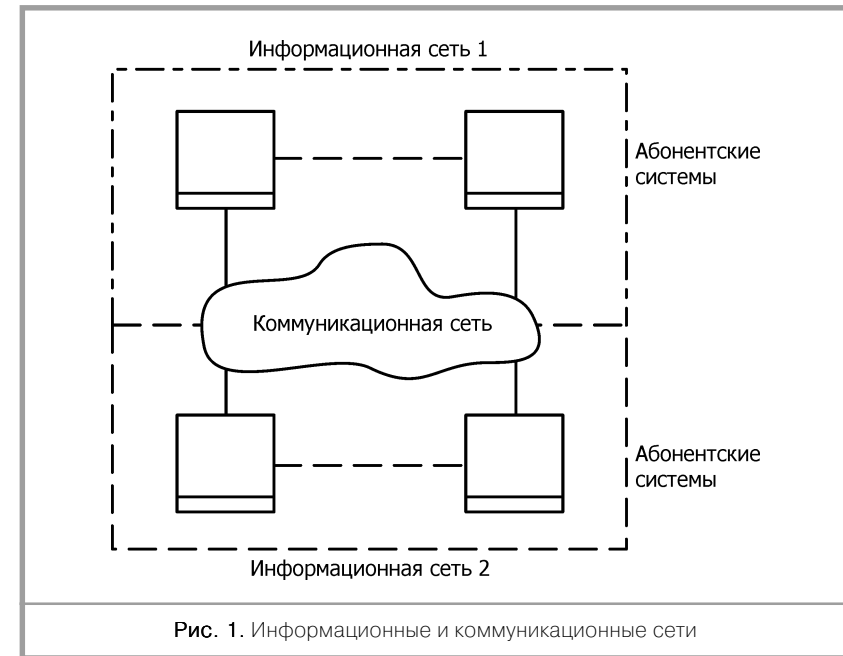 Информационная сеть 1
Абонентские
системы
Коммуникационная сеть
Абонентские
системы
Информационная сеть 2
Рис. 1. Информационные и коммуникационные сети